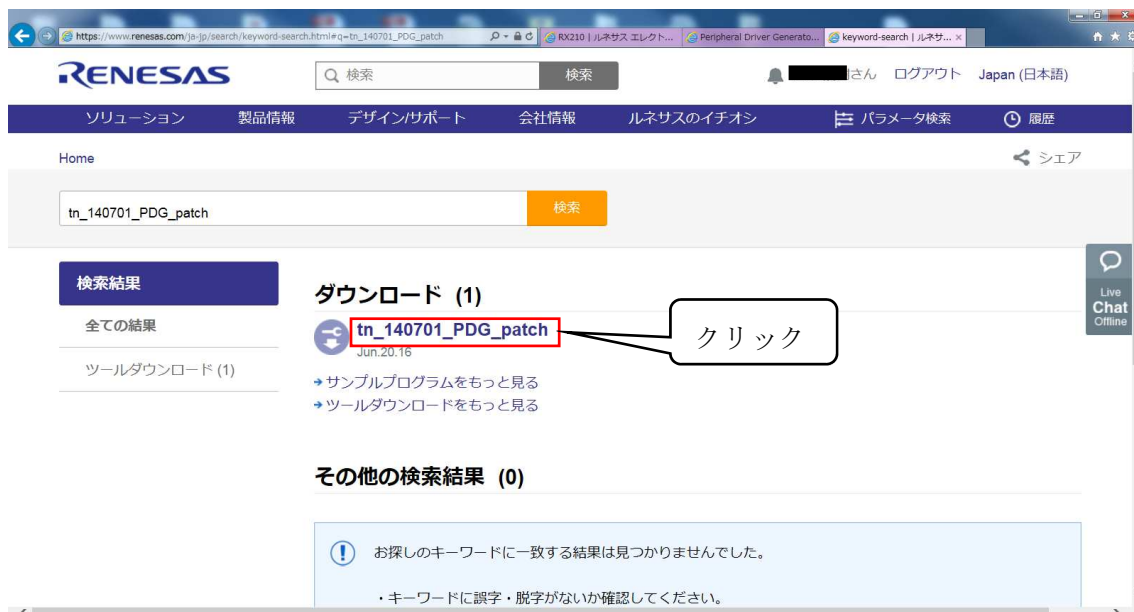 https://www.renesas.com/ja-jp/search/keyword-search.html#q=tn_140701_PDG_patch
RX210 | ルネサス エレクト...
Peripheral Driver Generato...
keyword-search | ルネサ...
RENESAS
検索
検索
さん
ログアウト
Japan (日本語)
ソリューション
製品情報
デザイン/サポート
会社情報
ルネサスのイチオシ
パラメータ検索
履歴
Home
シェア
tn_140701_PDG_patch
検索
検索結果
全ての結果
ツールダウンロード (1)
ダウンロード (1)
tn_140701_PDG_patch
Jun.20.16
クリック
サンプルプログラムをもっと見る
ツールダウンロードをもっと見る
その他の検索結果 (0)
お探しのキーワードに一致する結果は見つかりませんでした。
・キーワードに誤字・脱字がないか確認してください。
Live
Chat
Offline